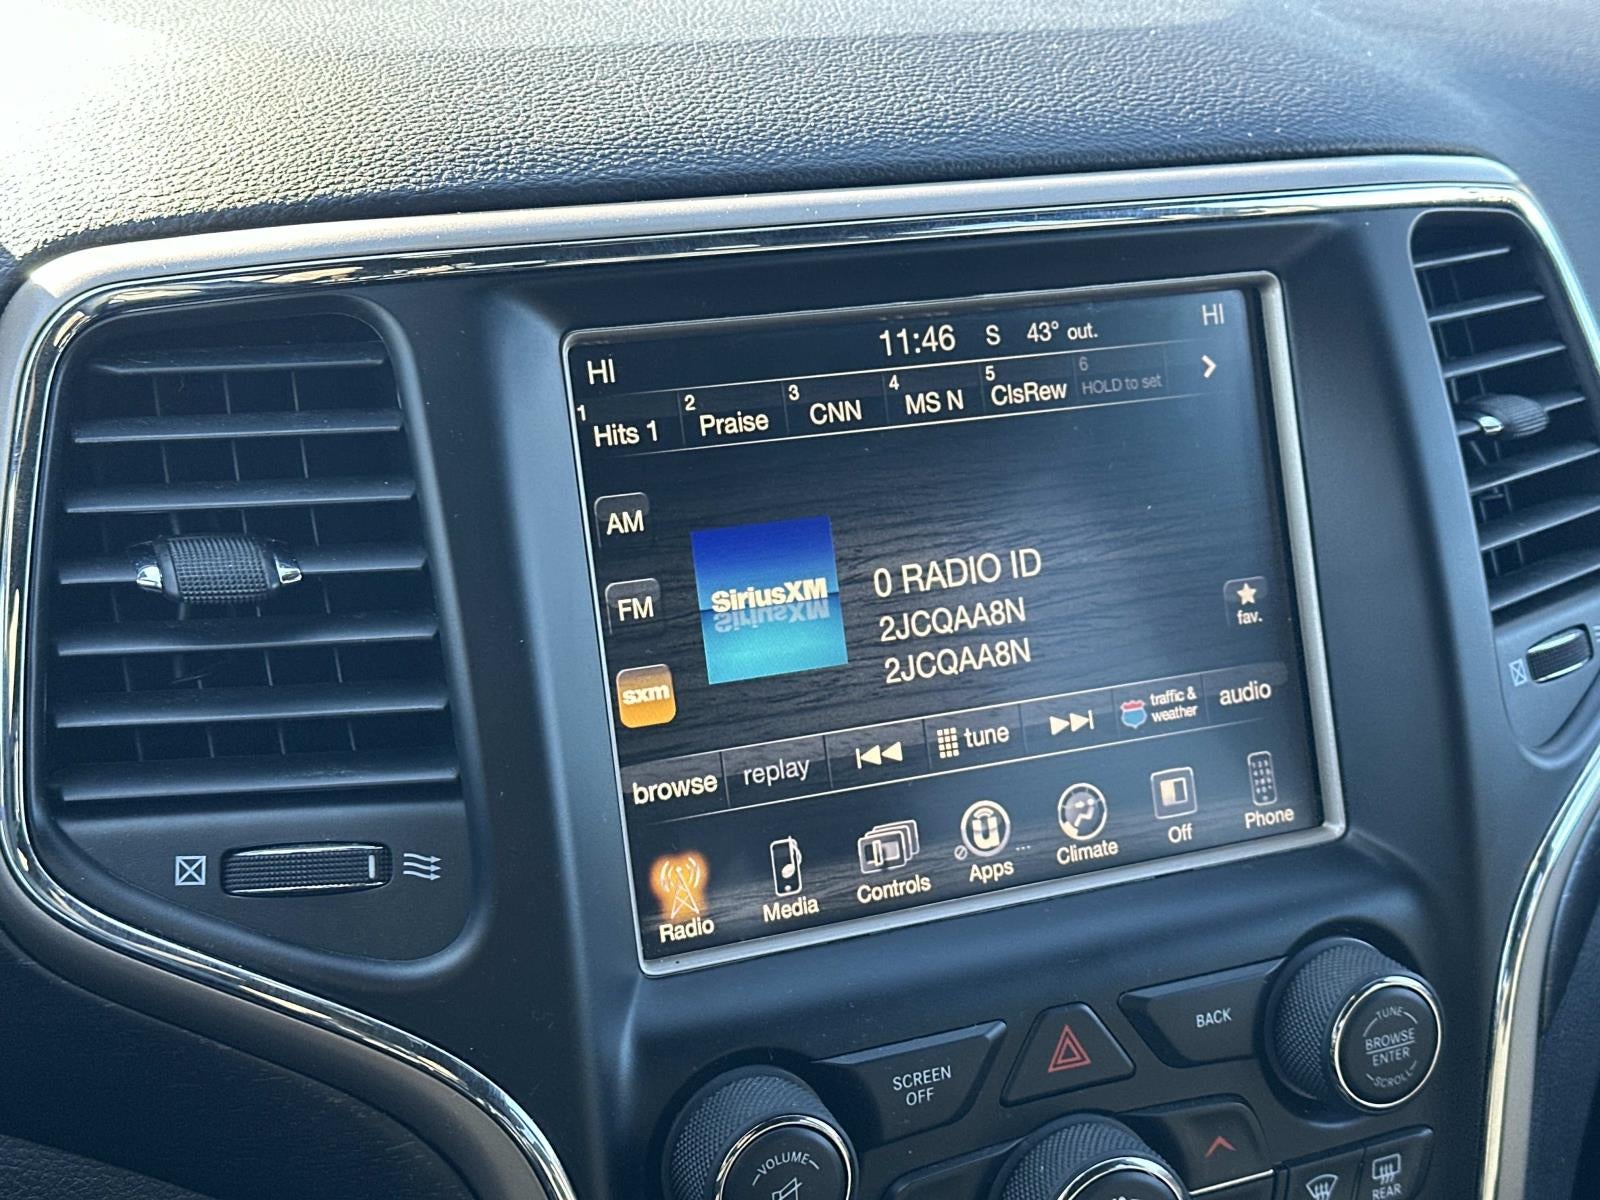 HI 11:46 S 43° out. HI
1 Hits 1 2 Praise 3 CNN 4 MS N 5 ClsRew 6 HOLD to set
AM
FM
sxm
SiriusXM
0 RADIO ID
2JCQAA8N
2JCQAA8N
fav.
browse replay tune traffic & weather audio
Radio Media Controls Apps ... Climate Off Phone
SCREEN
OFF
BACK
TUNE
BROWSE
ENTER
SCROLL
VOLUME
REAR